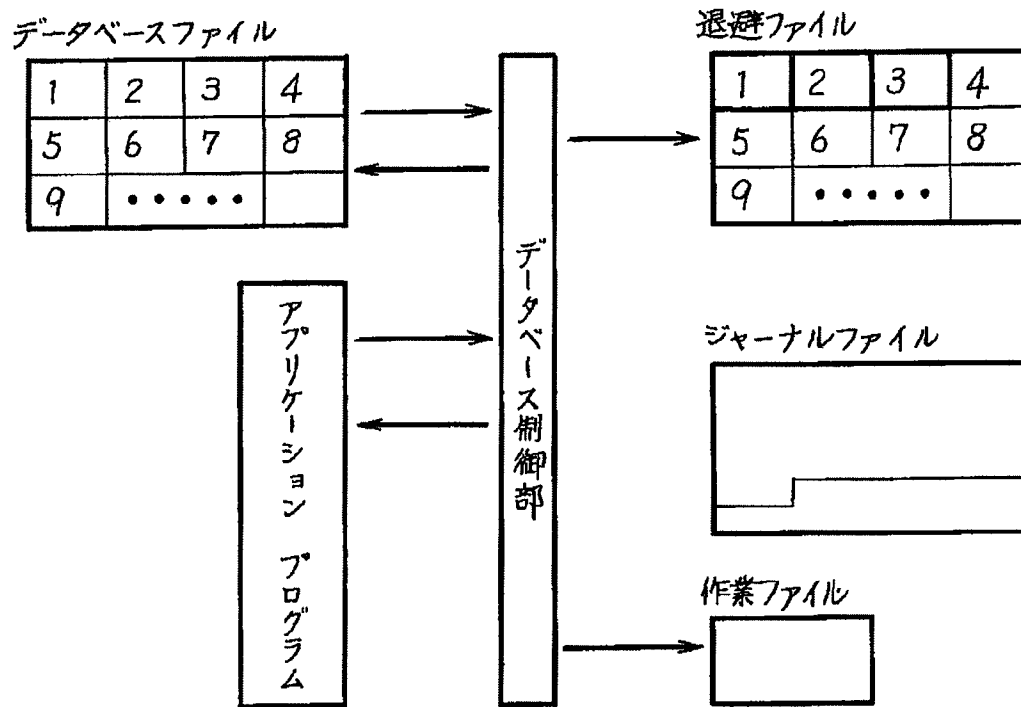 データベースファイル
1 2 3 4
5 6 7 8
9 •••••
退避ファイル
1 2 3 4
5 6 7 8
9 •••••
データベース制御部
アプリケーション プログラム
ジャーナルファイル
作業ファイル